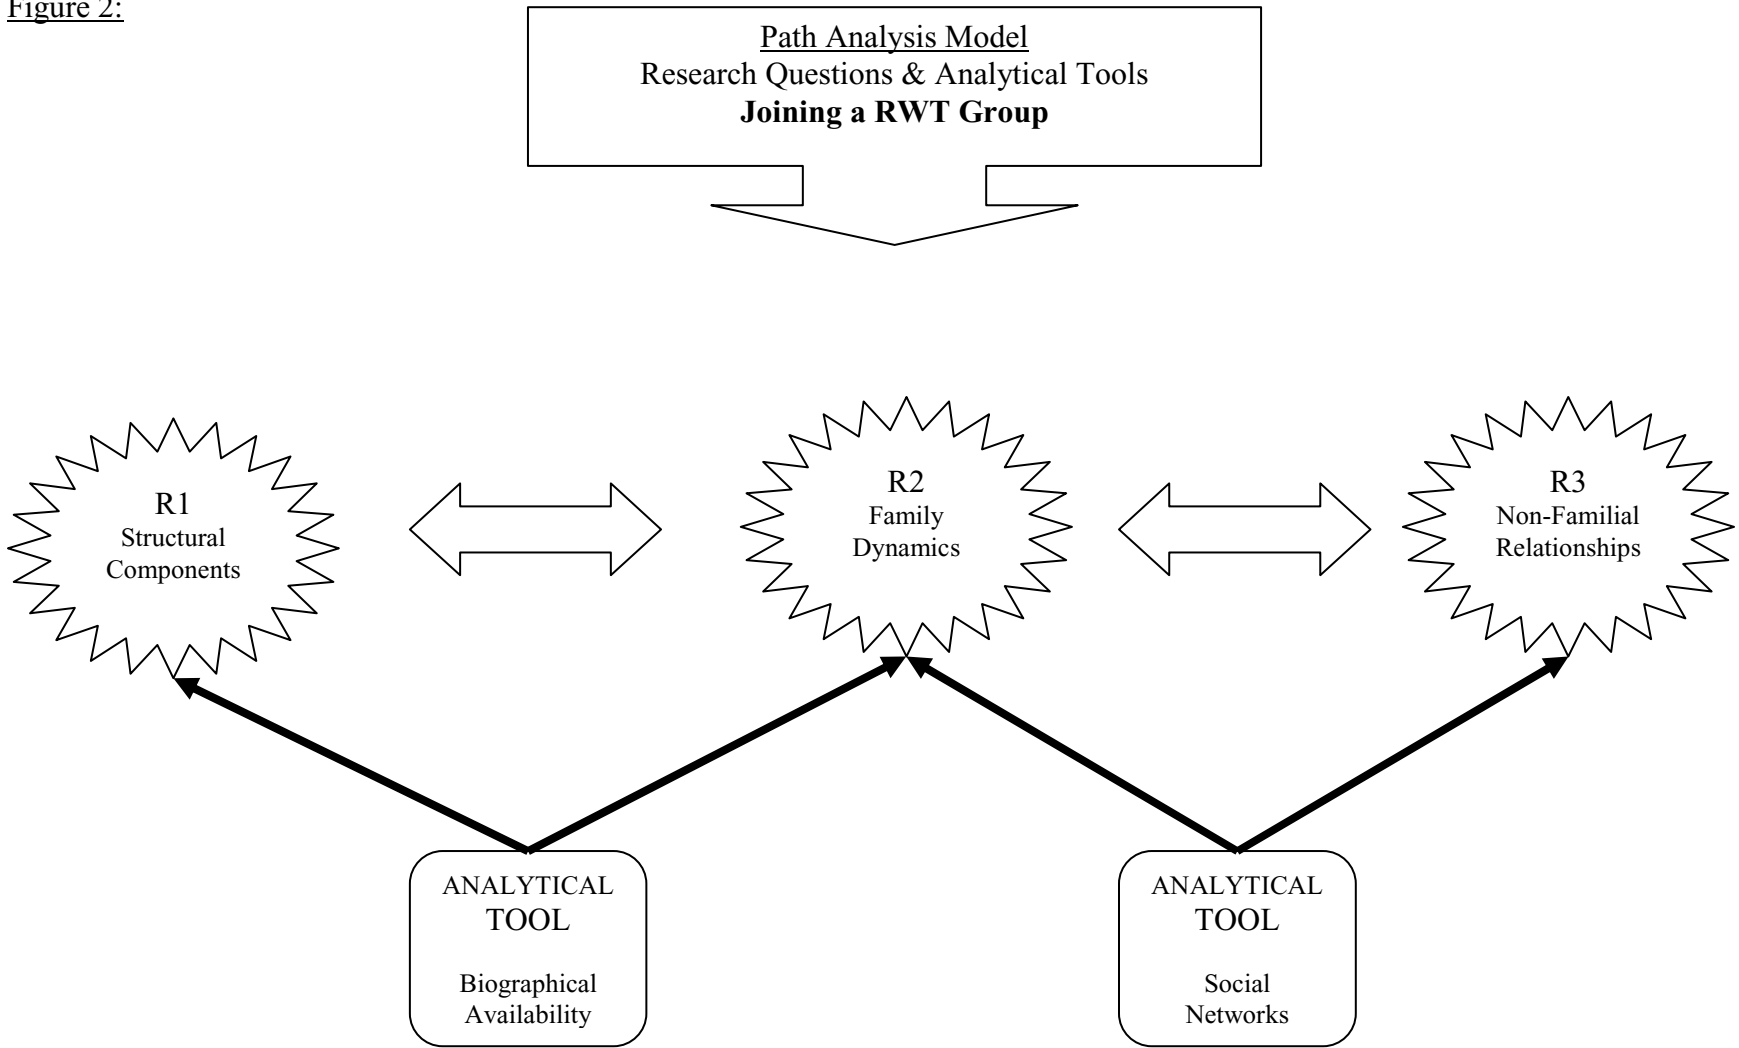 Figure 2:
Path Analysis Model
Research Questions & Analytical Tools
Joining a RWT Group
R1
Structural
Components
R2
Family
Dynamics
R3
Non-Familial
Relationships
ANALYTICAL
TOOL
Biographical
Availability
ANALYTICAL
TOOL
Social
Networks